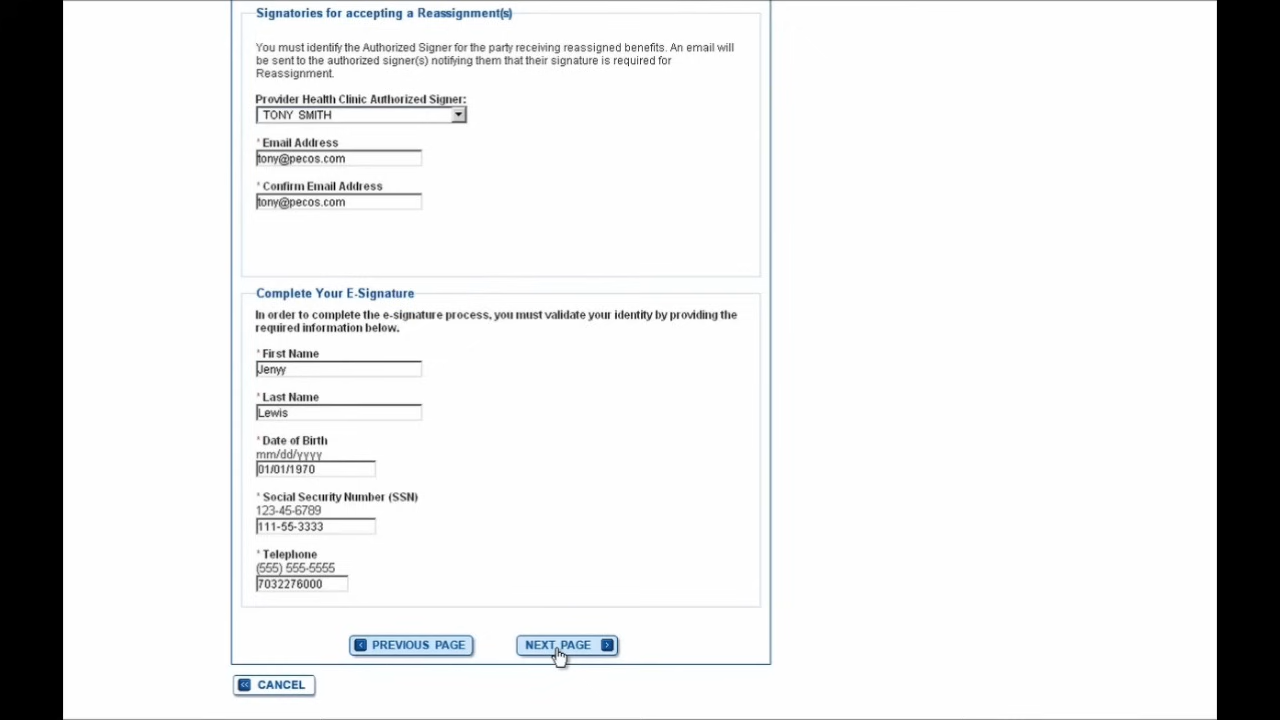 Signatories for accepting a Reassignment(s)
You must identify the Authorized Signer for the party receiving reassigned benefits. An email will
be sent to the authorized signer(s) notifying them that their signature is required for
Reassignment.
Provider Health Clinic Authorized Signer:
TONY SMITH
* Email Address
tony@pecos.com
* Confirm Email Address
tony@pecos.com
Complete Your E-Signature
In order to complete the e-signature process, you must validate your identity by providing the
required information below.
* First Name
Jenyy
* Last Name
Lewis
* Date of Birth
mm/dd/yyyy
01/01/1970
* Social Security Number (SSN)
123-45-6789
111-55-3333
* Telephone
(555) 555-5555
7032276000
PREVIOUS PAGE
NEXT PAGE
CANCEL